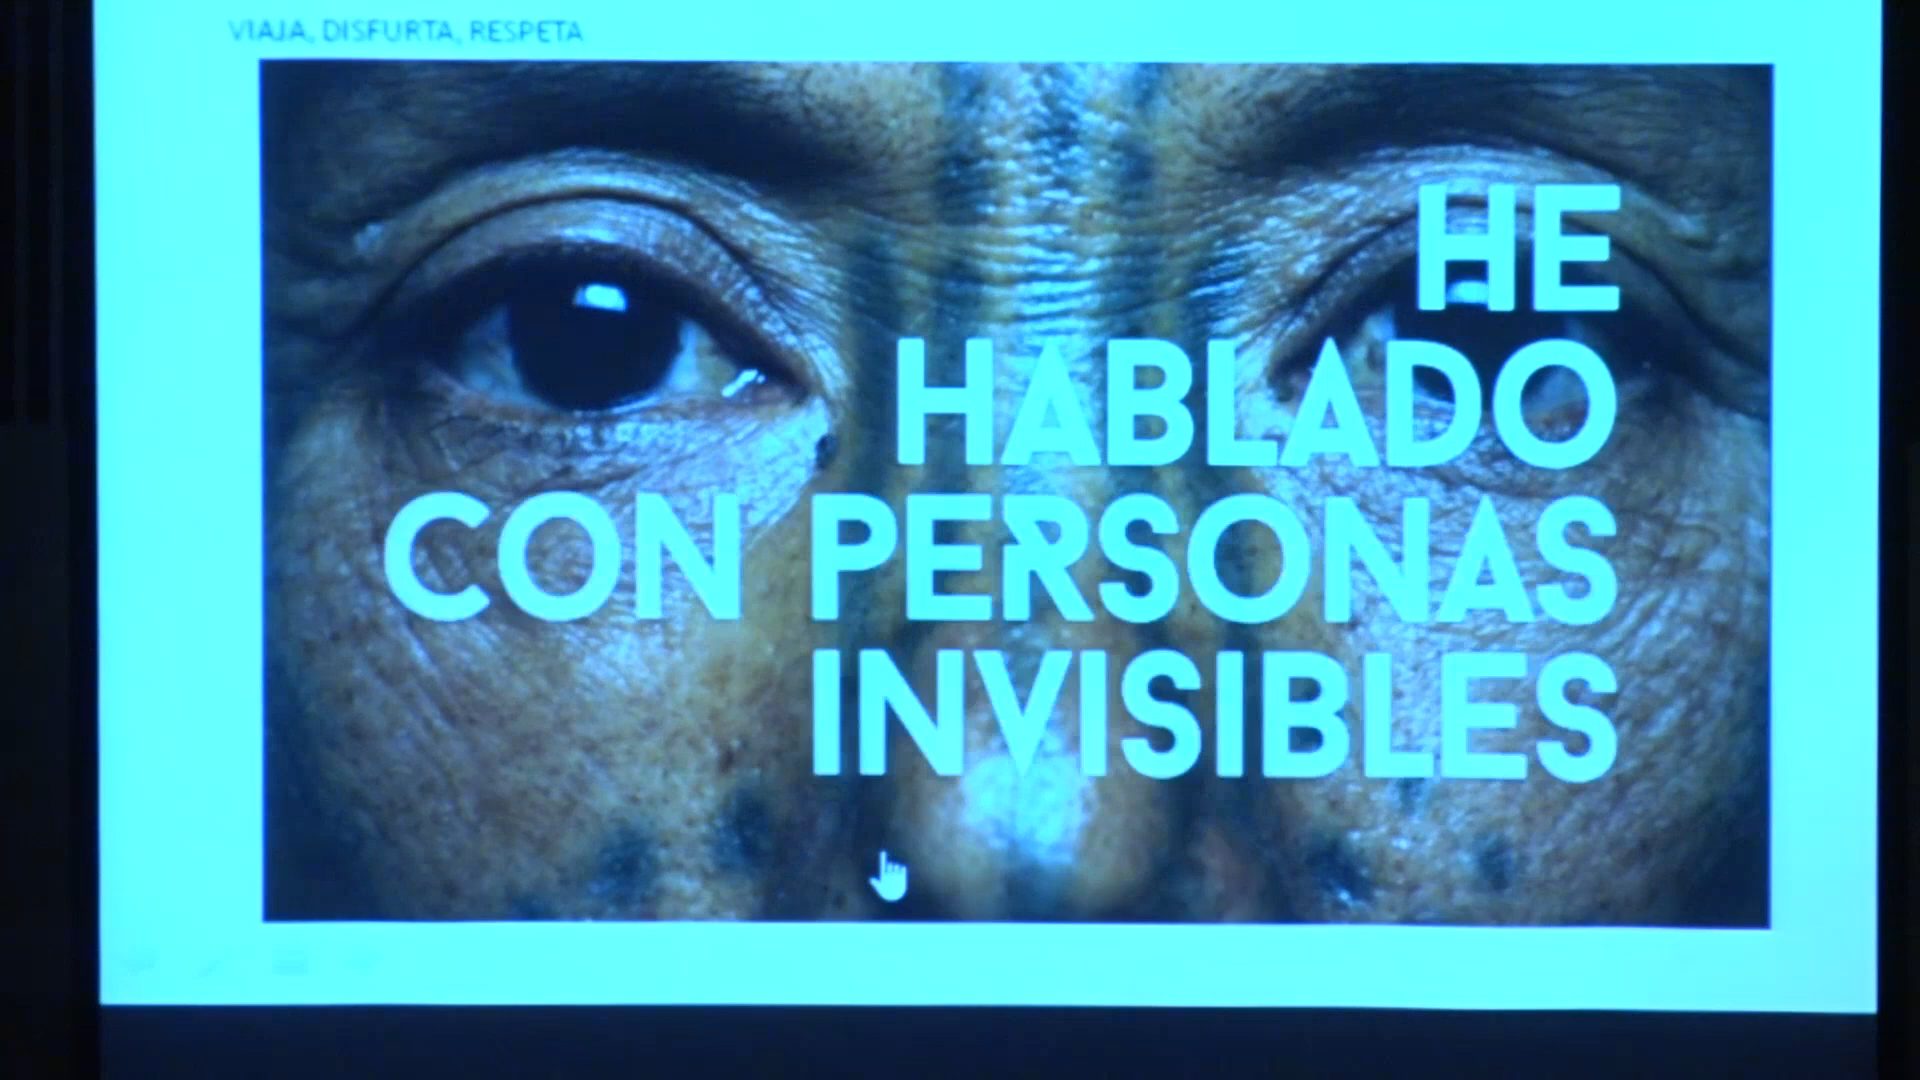 VIAJA, DISFURTA, RESPETA
HE
HABLADO
CON PERSONAS
INVISIBLES